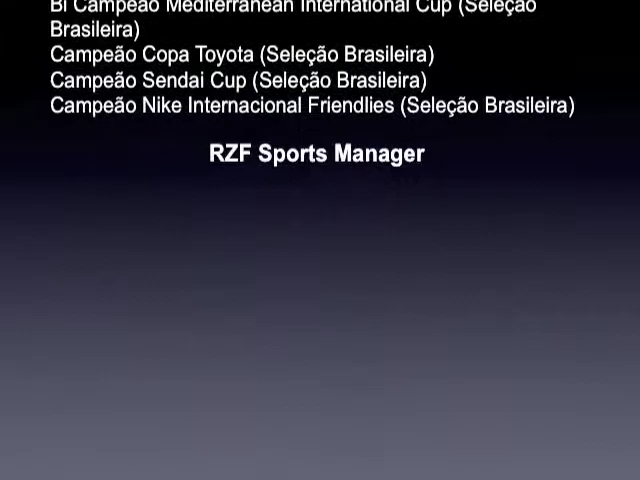 Bi Campeão Mediterranean International Cup (Seleção
Brasileira)
Campeão Copa Toyota (Seleção Brasileira)
Campeão Sendai Cup (Seleção Brasileira)
Campeão Nike Internacional Friendlies (Seleção Brasileira)
RZF Sports Manager